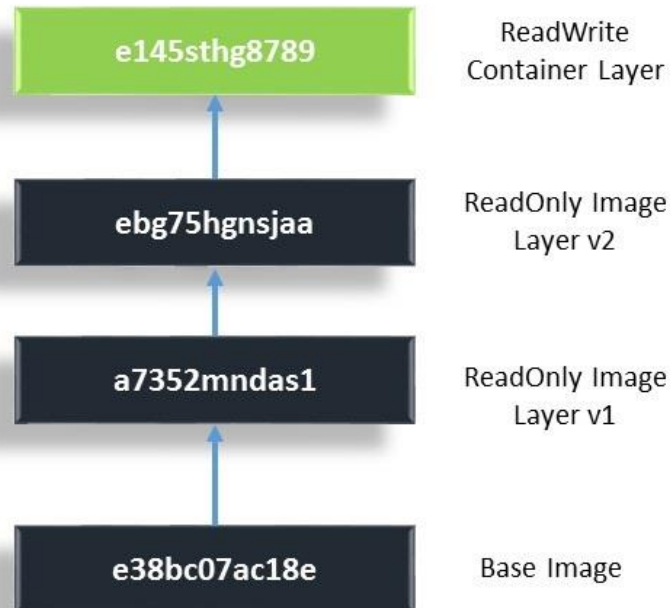 e145sthg8789
ReadWrite
Container Layer
ebg75hgnsjaa
ReadOnly Image
Layer v2
a7352mndas1
ReadOnly Image
Layer v1
e38bc07ac18e
Base Image